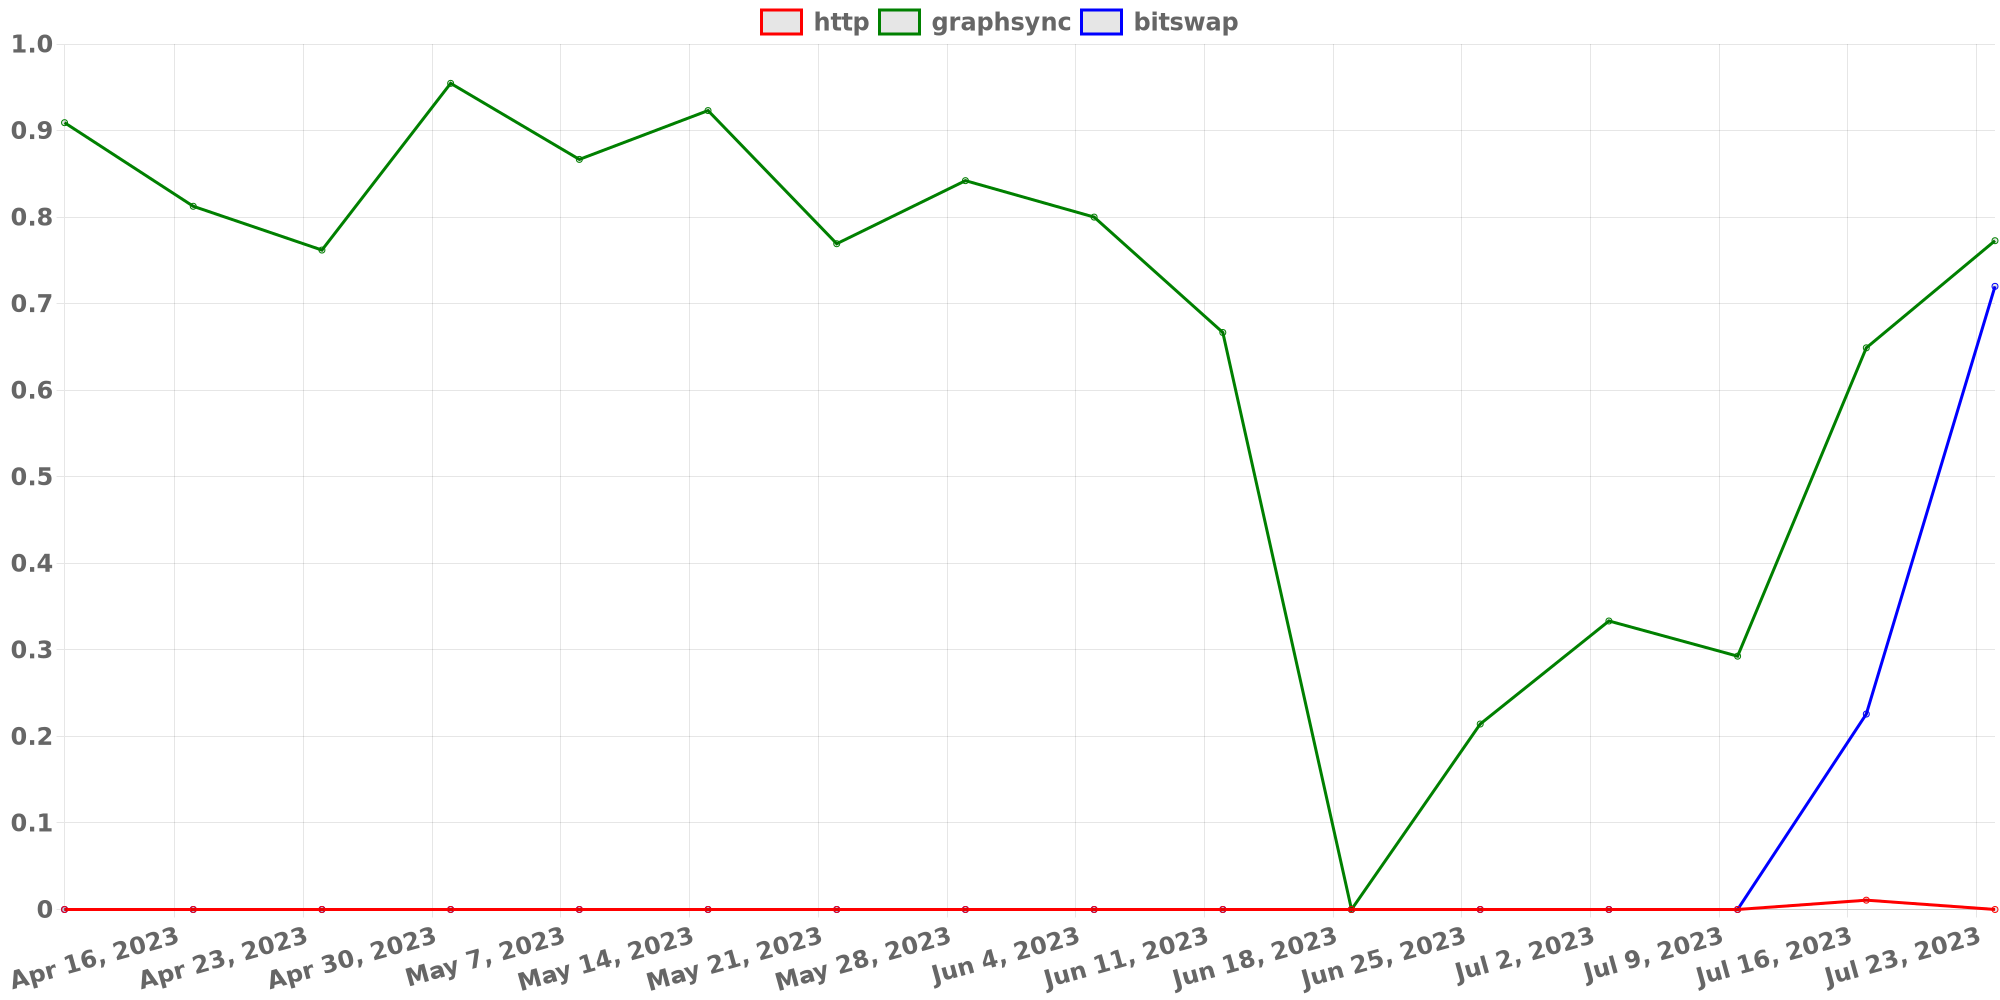 http graphsync bitswap
1.0
0.9
0.8
0.7
0.6
0.5
0.4
0.3
0.2
0.1
0
Apr 16, 2023
Apr 23, 2023
Apr 30, 2023
May 7, 2023
May 14, 2023
May 21, 2023
May 28, 2023
Jun 4, 2023
Jun 11, 2023
Jun 18, 2023
Jun 25, 2023
Jul 2, 2023
Jul 9, 2023
Jul 16, 2023
Jul 23, 2023